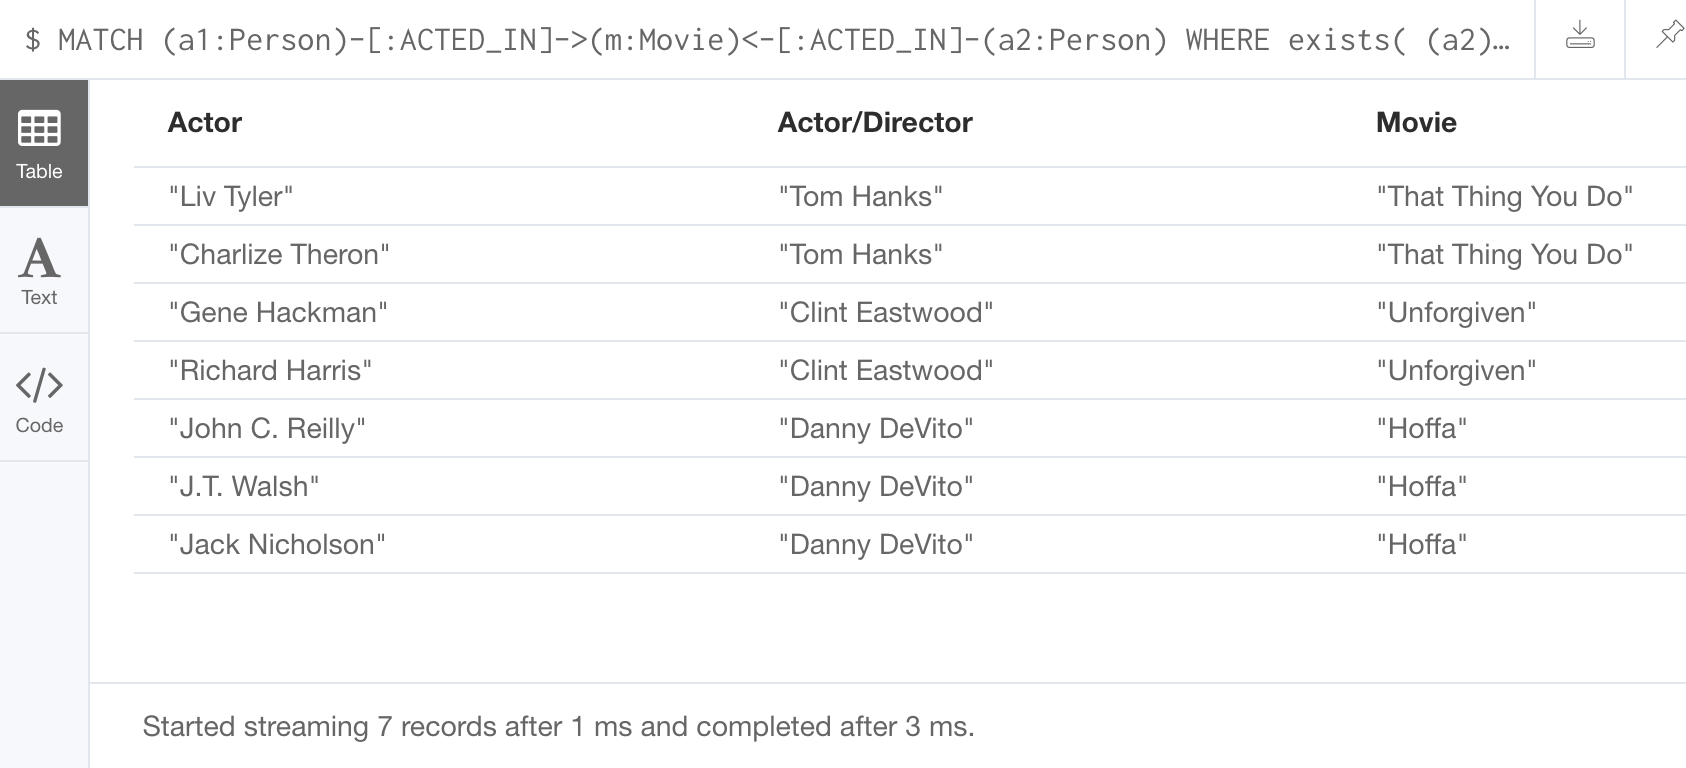 $ MATCH (a1:Person)-[:ACTED_IN]->(m:Movie)<-[:ACTED_IN]-(a2:Person) WHERE exists( (a2)…
Table
Text
Code
Actor Actor/Director Movie
"Liv Tyler" "Tom Hanks" "That Thing You Do"
"Charlize Theron" "Tom Hanks" "That Thing You Do"
"Gene Hackman" "Clint Eastwood" "Unforgiven"
"Richard Harris" "Clint Eastwood" "Unforgiven"
"John C. Reilly" "Danny DeVito" "Hoffa"
"J.T. Walsh" "Danny DeVito" "Hoffa"
"Jack Nicholson" "Danny DeVito" "Hoffa"
Started streaming 7 records after 1 ms and completed after 3 ms.